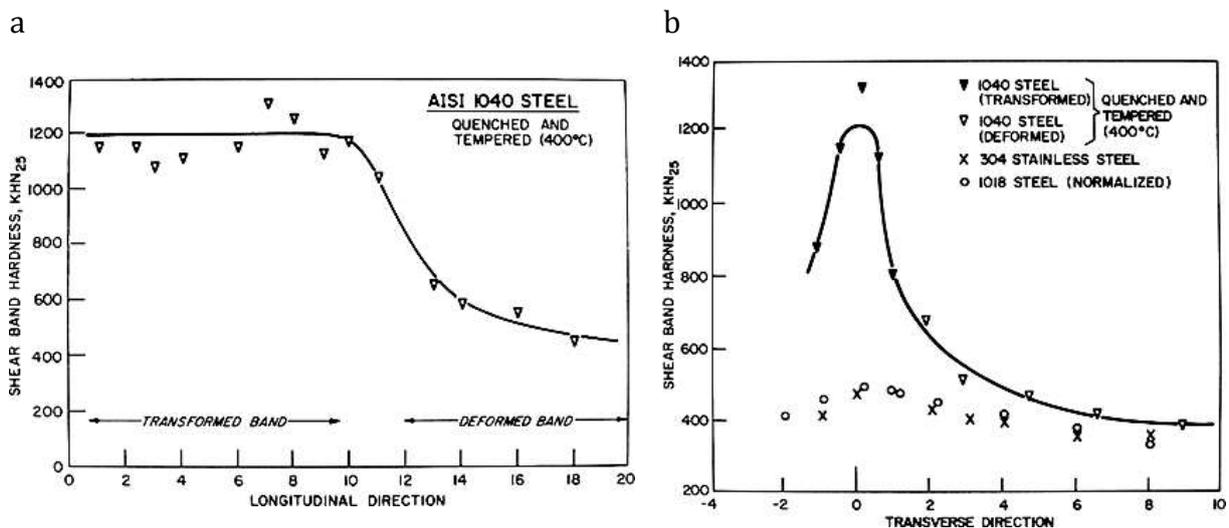 a
1400
1200
1000
800
600
400
200
0
SHEAR BAND HARDNESS, KHN25
AISI 1040 STEEL
QUENCHED AND
TEMPERED (400°C)
TRANSFORMED BAND
DEFORMED BAND
0 2 4 6 8 10 12 14 16 18 20
LONGITUDINAL DIRECTION
b
1400
1200
1000
800
600
400
200
SHEAR BAND HARDNESS, KHN25
1040 STEEL
(TRANSFORMED)
1040 STEEL
(DEFORMED)
QUENCHED AND
TEMPERED
(400°C)
304 STAINLESS STEEL
1018 STEEL (NORMALIZED)
-4 -2 0 2 4 6 8 10
TRANSVERSE DIRECTION